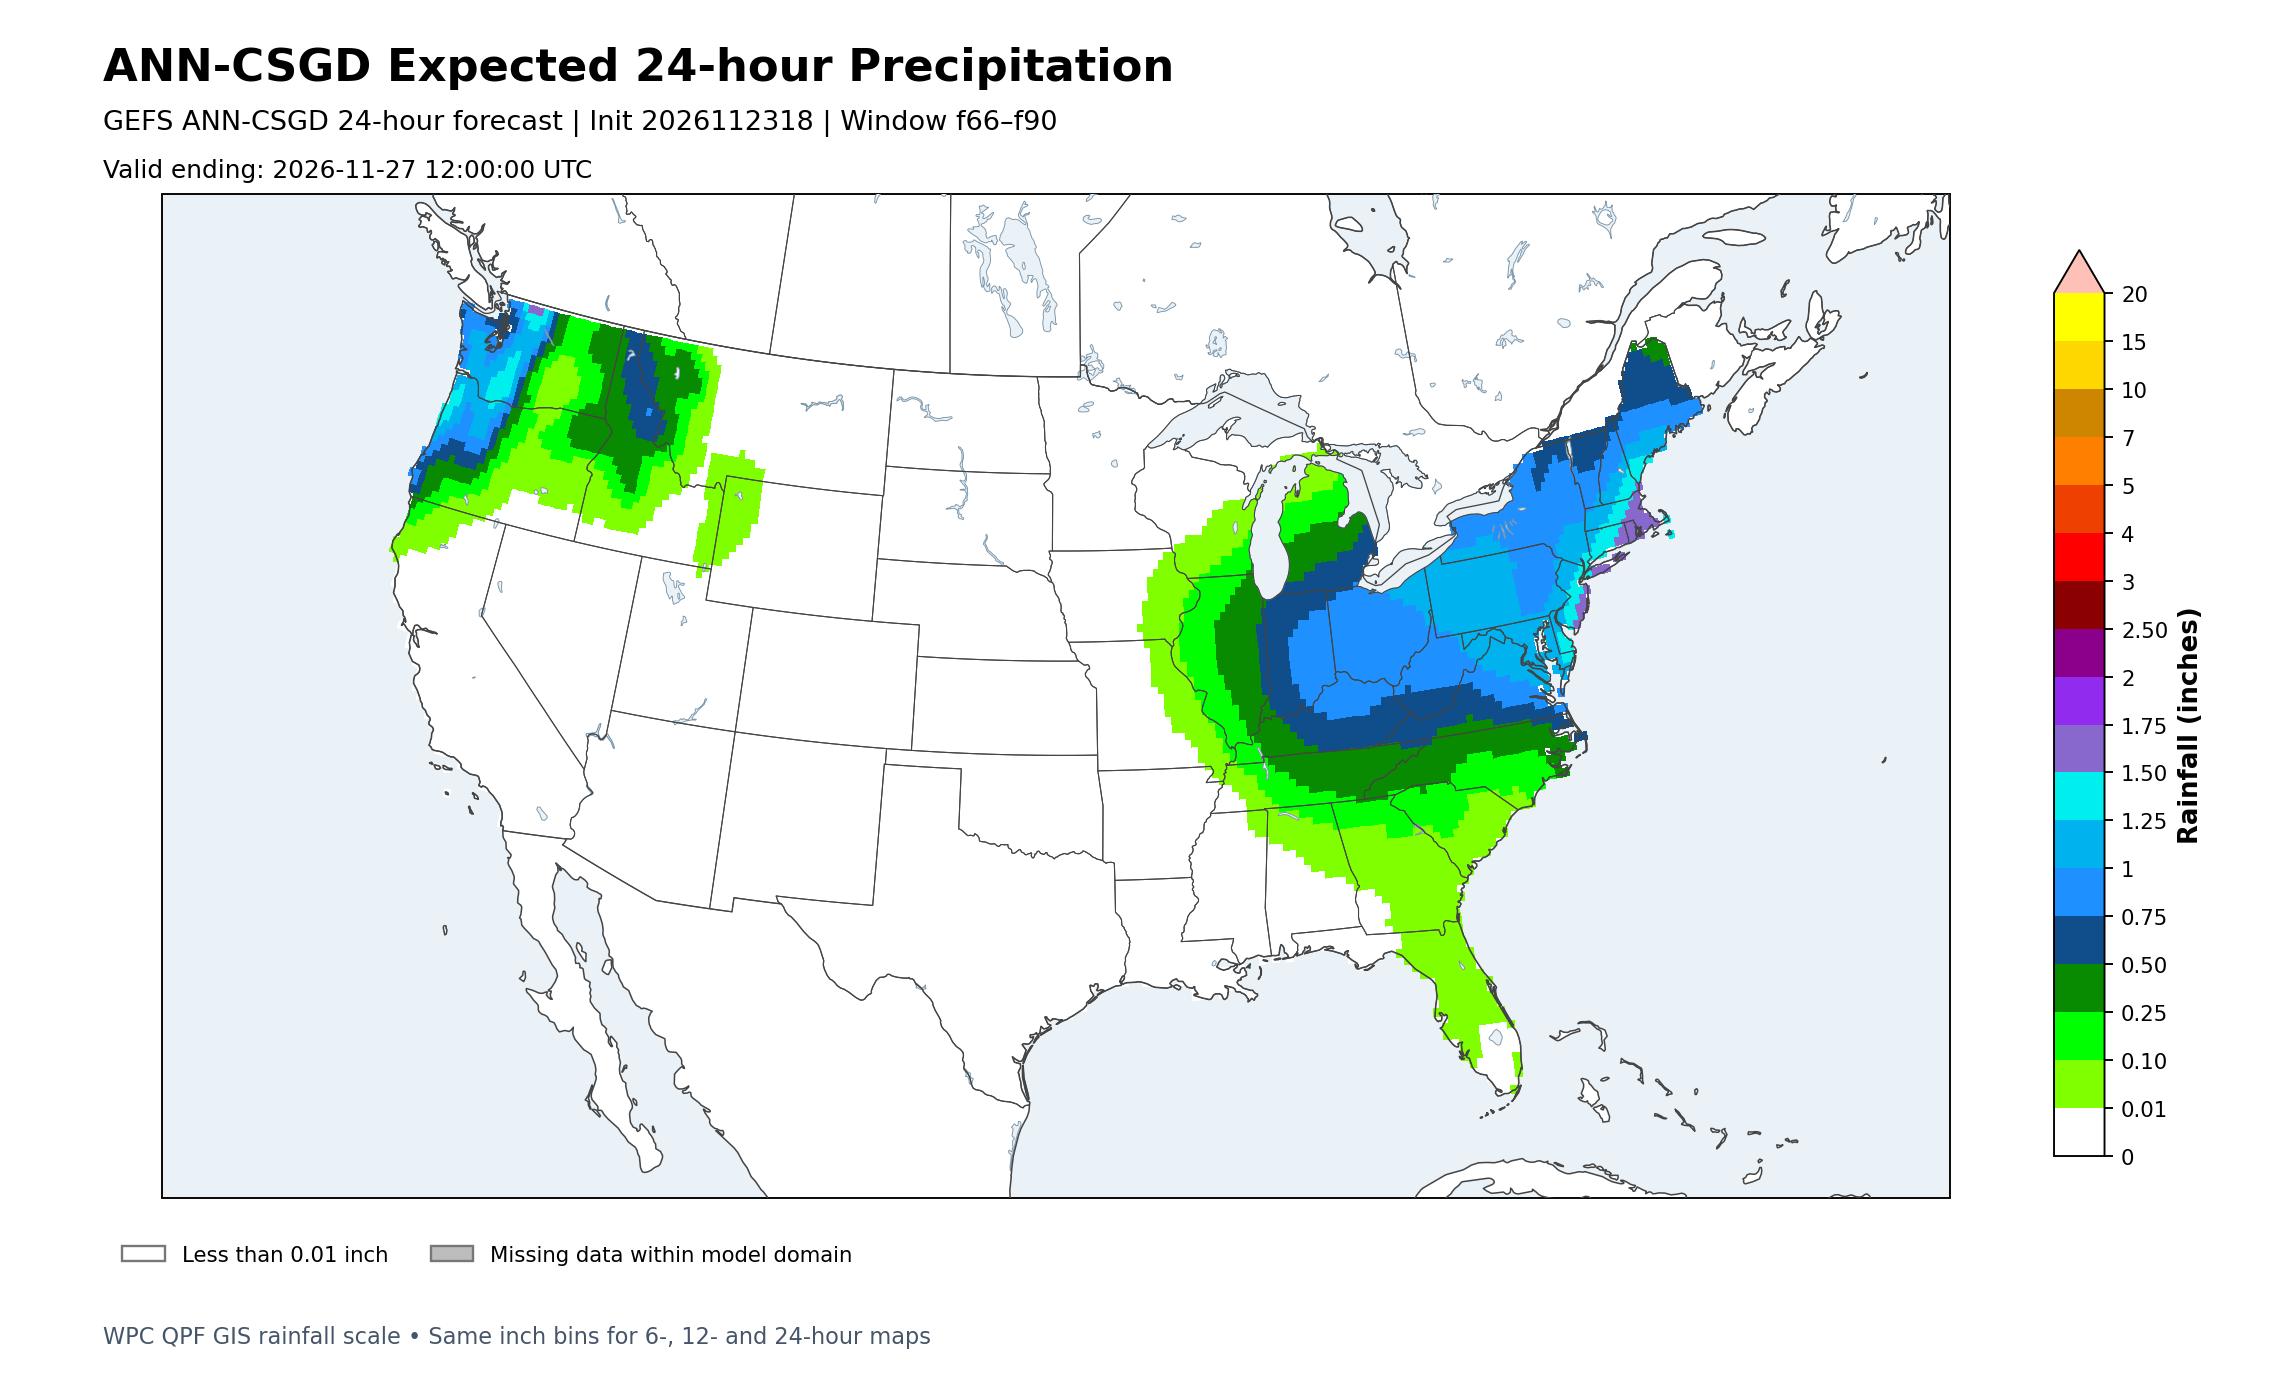 ANN-CSGD Expected 24-hour Precipitation
GEFS ANN-CSGD 24-hour forecast | Init 2026112318 | Window f66–f90
Valid ending: 2026-11-27 12:00:00 UTC
20
15
10
7
5
4
3
2.50
2
1.75
1.50
1.25
1
0.75
0.50
0.25
0.10
0.01
0
Rainfall (inches)
Less than 0.01 inch
Missing data within model domain
WPC QPF GIS rainfall scale • Same inch bins for 6-, 12- and 24-hour maps